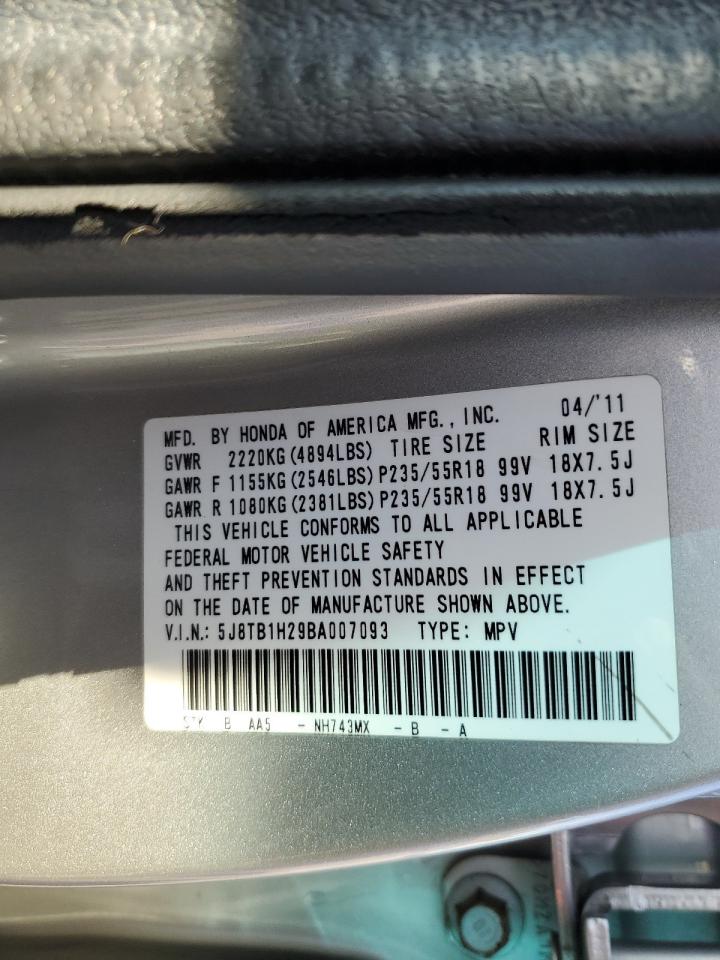 MFD. BY HONDA OF AMERICA MFG., INC. 04/'11
GVWR 2220KG(4894LBS) TIRE SIZE RIM SIZE
GAWR F 1155KG(2546LBS) P235/55R18 99V 18X7.5J
GAWR R 1080KG(2381LBS) P235/55R18 99V 18X7.5J
THIS VEHICLE CONFORMS TO ALL APPLICABLE
FEDERAL MOTOR VEHICLE SAFETY
AND THEFT PREVENTION STANDARDS IN EFFECT
ON THE DATE OF MANUFACTURE SHOWN ABOVE.
V.I.N.: 5J8TB1H29BA007093 TYPE: MPV
STK B AA5 - NH743MX - B - A